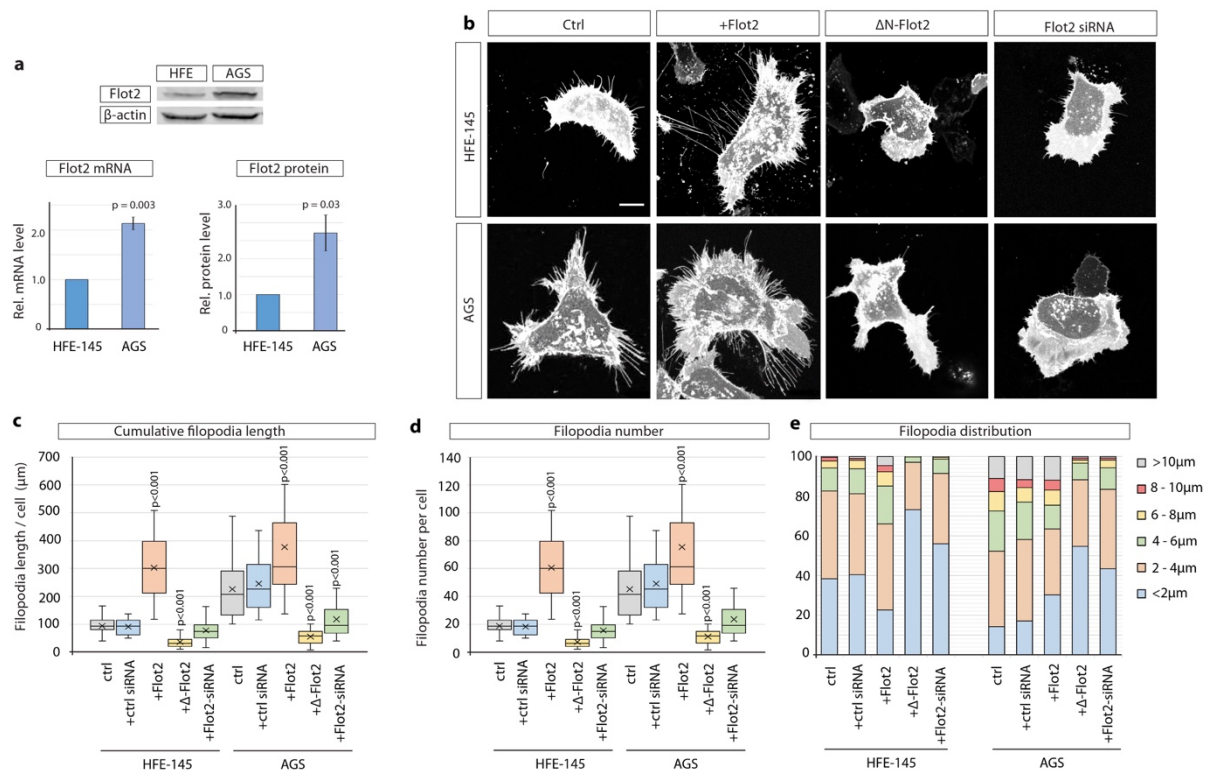 a
HFE AGS
Flot2
β-actin
Flot2 mRNA
Rel. mRNA level
2.0
1.0
0
p = 0.003
HFE-145 AGS
Flot2 protein
Rel. protein level
3.0
2.0
1.0
0
p = 0.03
HFE-145 AGS
b
Ctrl +Flot2 ΔN-Flot2 Flot2 siRNA
HFE-145
AGS
c
Cumulative filopodia length
Filopodia length / cell (μm)
700
600
500
400
300
200
100
0
p<0.001
p<0.001
p<0.001
p<0.001
p<0.001
ctrl
+ctrl siRNA
+Flot2
+Δ-Flot2
+Flot2-siRNA
ctrl
+ctrl siRNA
+Flot2
+Δ-Flot2
+Flot2-siRNA
HFE-145 AGS
d
Filopodia number
Filopodia number per cell
140
120
100
80
60
40
20
0
p<0.001
p<0.001
p<0.001
p<0.001
ctrl
+ctrl siRNA
+Flot2
+Δ-Flot2
+Flot2-siRNA
ctrl
+ctrl siRNA
+Flot2
+Δ-Flot2
+Flot2-siRNA
HFE-145 AGS
e
Filopodia distribution
100
80
60
40
20
0
ctrl
+ctrl siRNA
+Flot2
+Δ-Flot2
+Flot2-siRNA
ctrl
+ctrl siRNA
+Flot2
+Δ-Flot2
+Flot2-siRNA
HFE-145 AGS
>10μm
8 - 10μm
6 - 8μm
4 - 6μm
2 - 4μm
<2μm